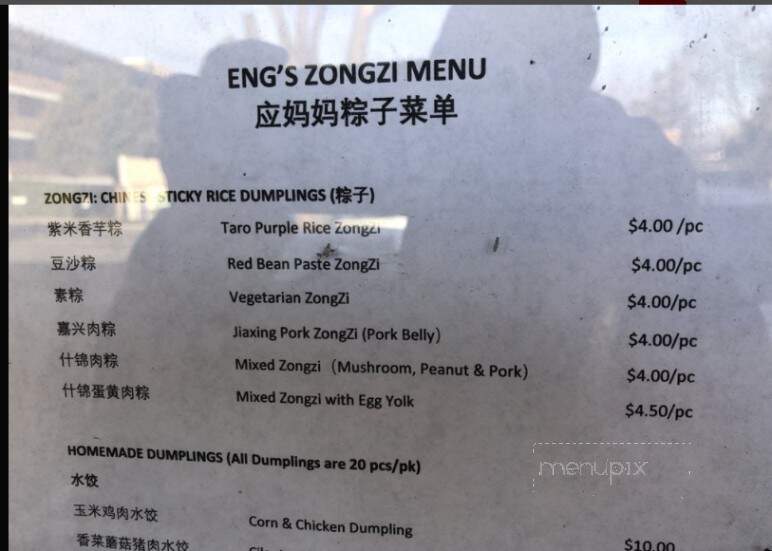 ENG'S ZONGZI MENU
应妈妈粽子菜单
ZONGZI: CHINES STICKY RICE DUMPLINGS (粽子)
紫米香芋粽 Taro Purple Rice ZongZi $4.00 /pc
豆沙粽 Red Bean Paste ZongZi $4.00/pc
素粽 Vegetarian ZongZi $4.00/pc
嘉兴肉粽 Jiaxing Pork ZongZi (Pork Belly) $4.00/pc
什锦肉粽 Mixed Zongzi (Mushroom, Peanut & Pork) $4.00/pc
什锦蛋黄肉粽 Mixed Zongzi with Egg Yolk $4.50/pc
HOMEMADE DUMPLINGS (All Dumplings are 20 pcs/pk)
menupix
水饺
玉米鸡肉水饺 Corn & Chicken Dumpling
香菜蘑菇猪肉水饺 $10.00